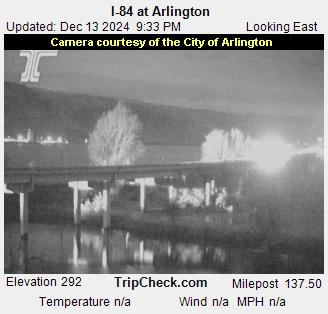 I-84 at Arlington
Updated: Dec 13 2024 9:33 PM Looking East
Camera courtesy of the City of Arlington
Elevation 292 TripCheck.com Milepost 137.50
Temperature n/a Wind n/a MPH n/a